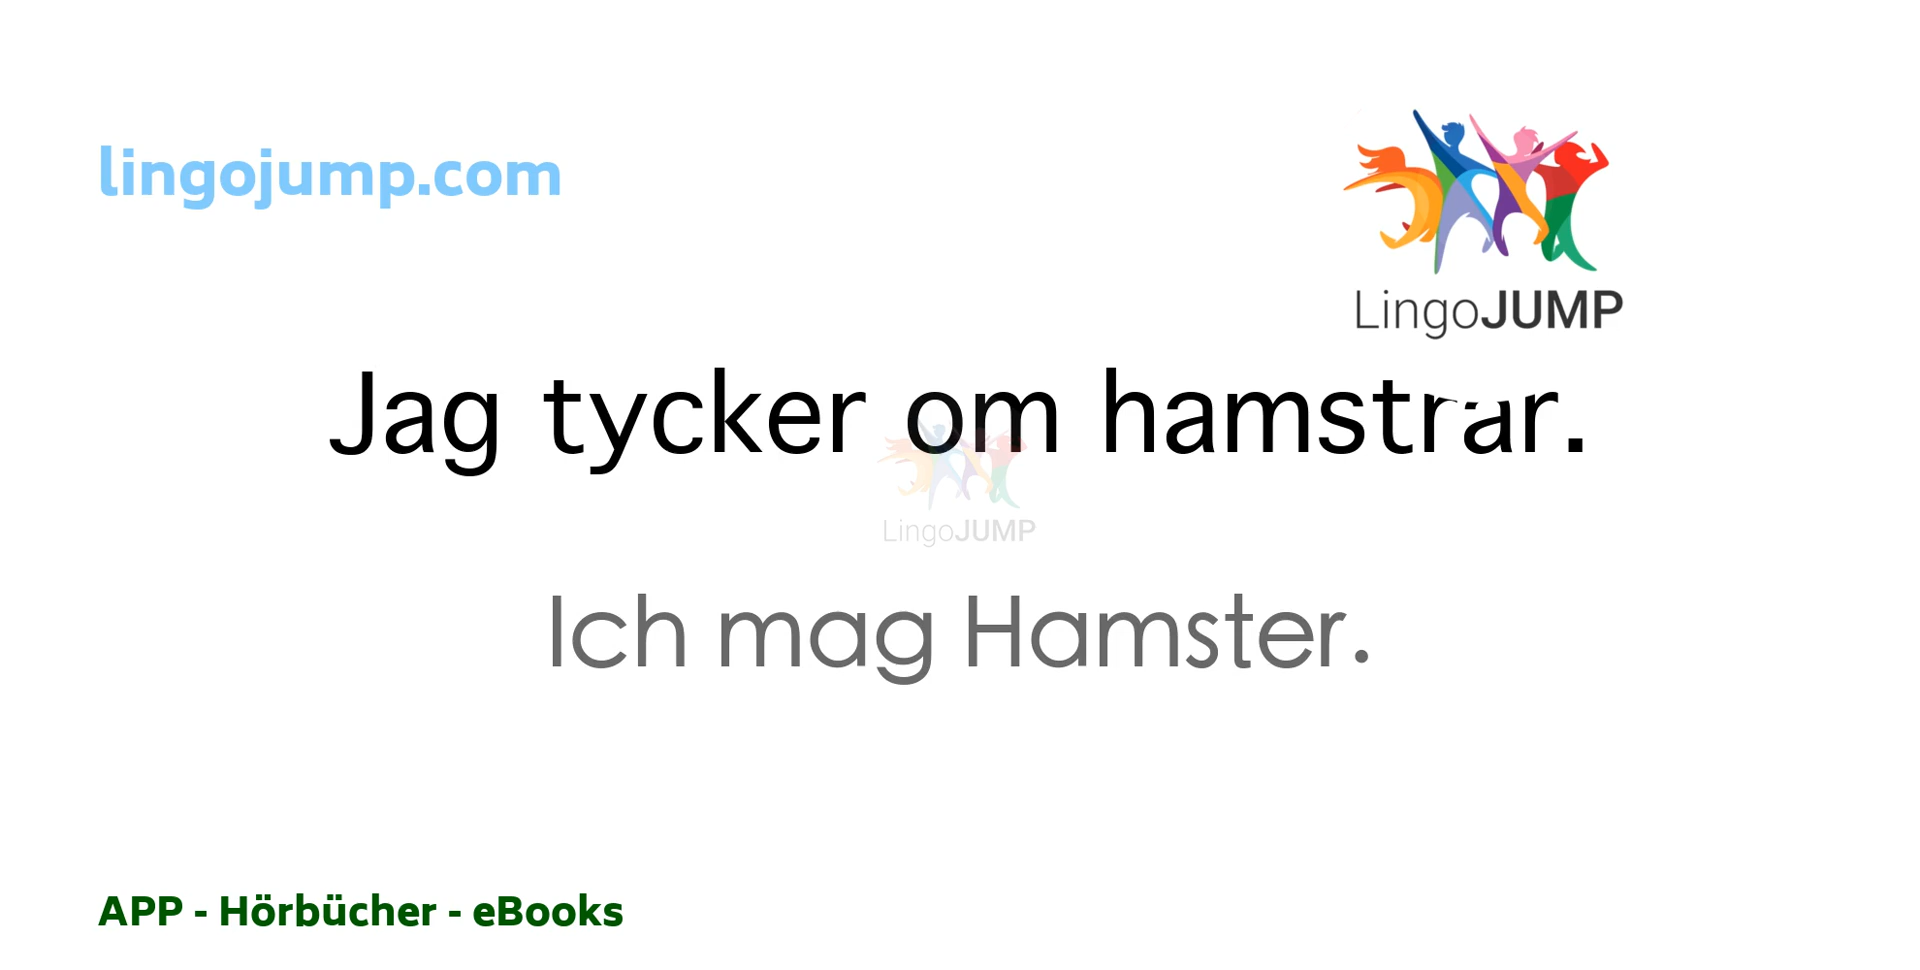 lingojump.com
LingoJUMP
Jag tycker om hamstrar.
LingoJUMP
Ich mag Hamster.
APP - Hörbücher - eBooks